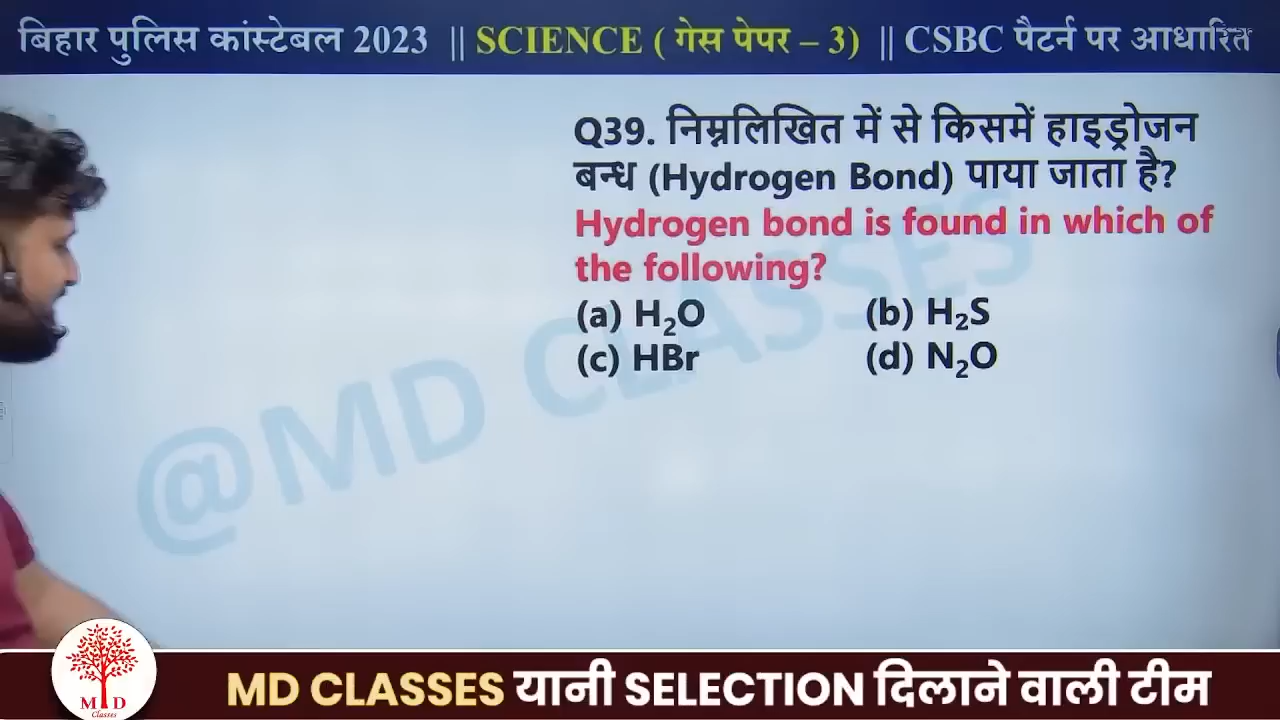 बिहार पुलिस कांस्टेबल 2023 || SCIENCE ( गेस पेपर – 3) || CSBC पैटर्न पर आधारित
Q39. निम्नलिखित में से किसमें हाइड्रोजन
बन्ध (Hydrogen Bond) पाया जाता है?
Hydrogen bond is found in which of
the following?
(a) H₂O (b) H₂S
(c) HBr (d) N₂O
@MD CLASSES
MD
Classes
MD CLASSES यानी SELECTION दिलाने वाली टीम